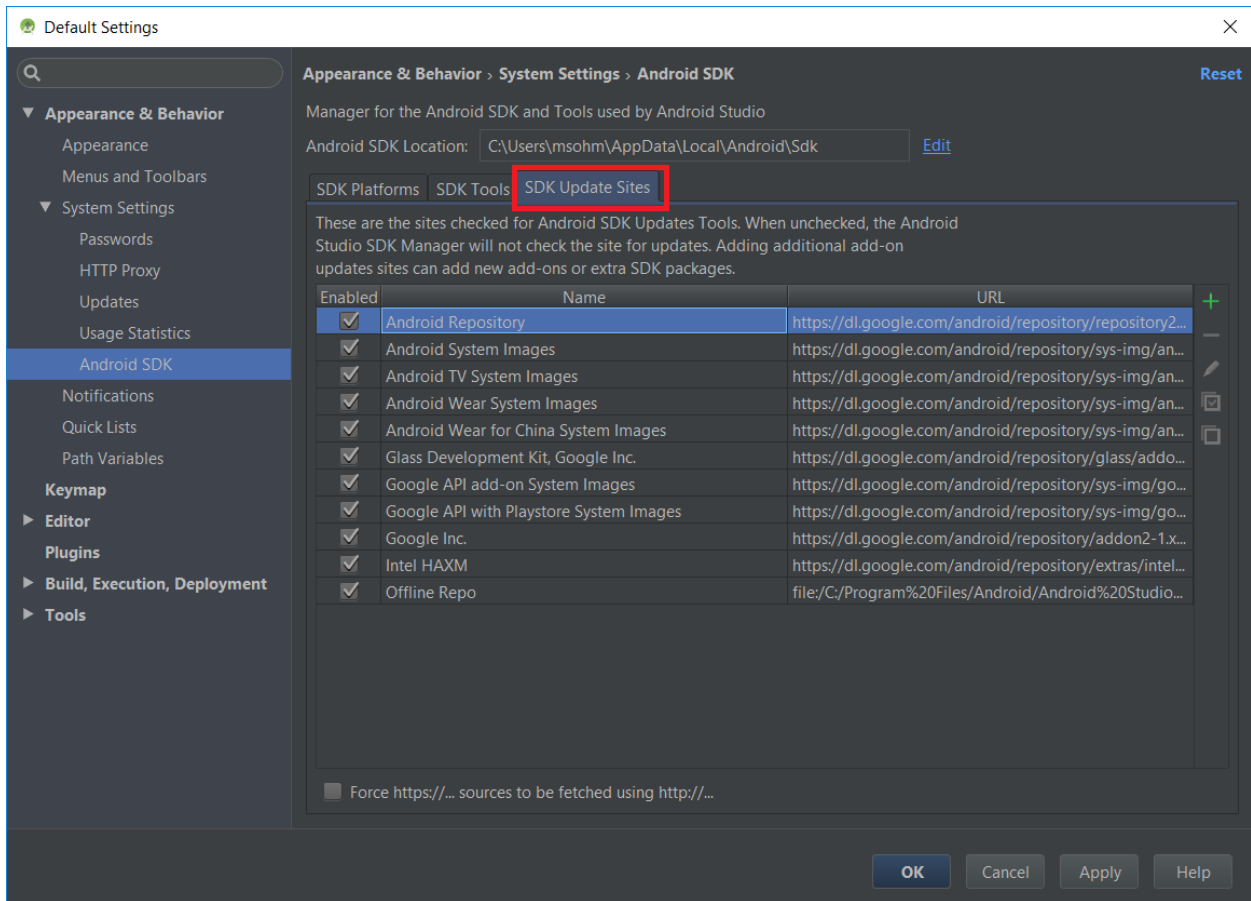 Default Settings
Appearance & Behavior › System Settings › Android SDK
Reset
Appearance & Behavior
Appearance
Menus and Toolbars
System Settings
Passwords
HTTP Proxy
Updates
Usage Statistics
Android SDK
Notifications
Quick Lists
Path Variables
Keymap
Editor
Plugins
Build, Execution, Deployment
Tools
Manager for the Android SDK and Tools used by Android Studio
Android SDK Location: C:\Users\msohm\AppData\Local\Android\Sdk Edit
SDK Platforms SDK Tools SDK Update Sites
These are the sites checked for Android SDK Updates Tools. When unchecked, the Android
Studio SDK Manager will not check the site for updates. Adding additional add-on
updates sites can add new add-ons or extra SDK packages.
Enabled Name URL
Android Repository https://dl.google.com/android/repository/repository2...
Android System Images https://dl.google.com/android/repository/sys-img/an...
Android TV System Images https://dl.google.com/android/repository/sys-img/an...
Android Wear System Images https://dl.google.com/android/repository/sys-img/an...
Android Wear for China System Images https://dl.google.com/android/repository/sys-img/an...
Glass Development Kit, Google Inc. https://dl.google.com/android/repository/glass/addo...
Google API add-on System Images https://dl.google.com/android/repository/sys-img/go...
Google API with Playstore System Images https://dl.google.com/android/repository/sys-img/go...
Google Inc. https://dl.google.com/android/repository/addon2-1.x...
Intel HAXM https://dl.google.com/android/repository/extras/intel...
Offline Repo file:/C:/Program%20Files/Android/Android%20Studio...
Force https://... sources to be fetched using http://...
OK Cancel Apply Help